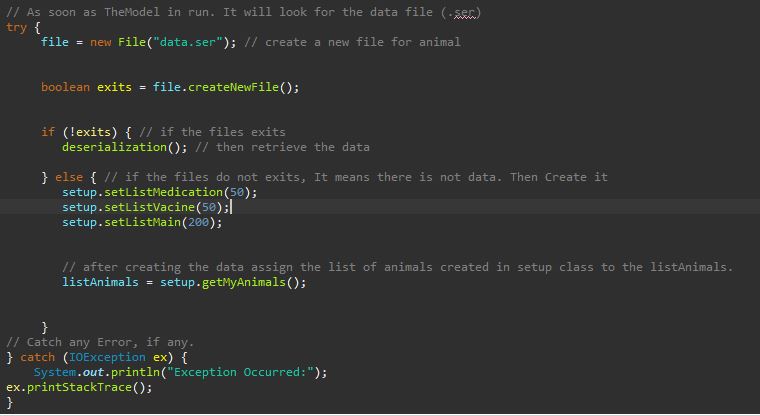 // As soon as TheModel in run. It will look for the data file (.ser)
try {
file = new File("data.ser"); // create a new file for animal
boolean exits = file.createNewFile();
if (!exits) { // if the files exits
deserialization(); // then retrieve the data
} else { // if the files do not exits, It means there is not data. Then Create it
setup.setListMedication(50);
setup.setListVacine(50);
setup.setListMain(200);
// after creating the data assign the list of animals created in setup class to the listAnimals.
listAnimals = setup.getMyAnimals();
}
// Catch any Error, if any.
} catch (IOException ex) {
System.out.println("Exception Occurred:");
ex.printStackTrace();
}